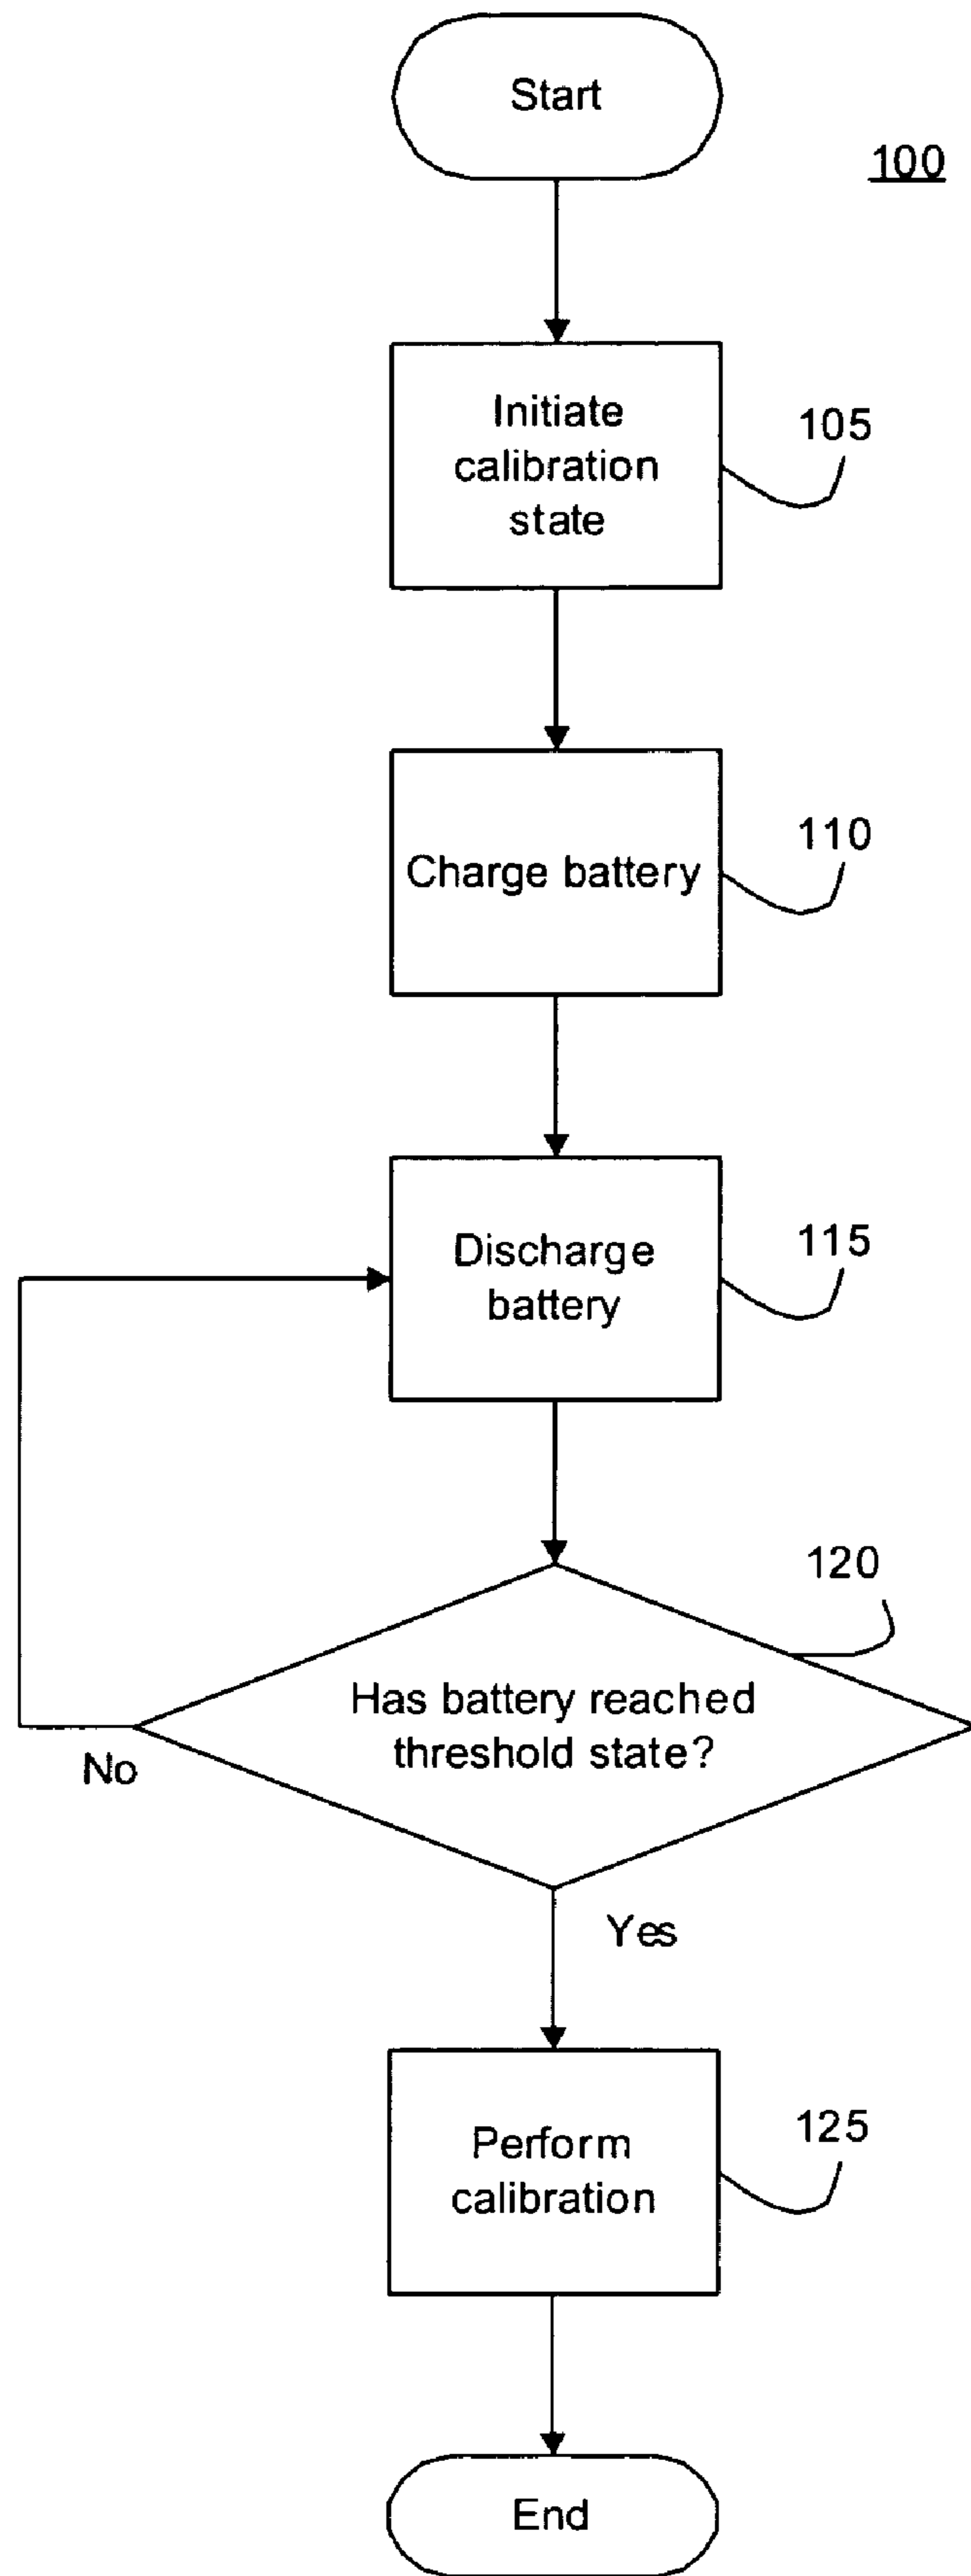 Start
100
Initiate
calibration
state
105
Charge battery
110
Discharge
battery
115
120
Has battery reached
threshold state?
No
Yes
Perform
calibration
125
End